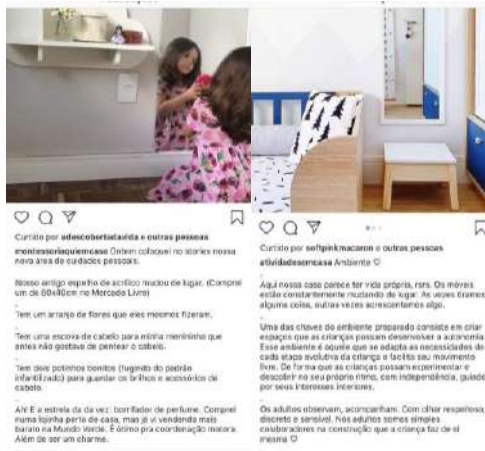 Curtido por adescobertadavida e outras pessoas
montessoriaquiemcasa Ontem coloquei no stories nossa
nova área de cuidados pessoais.
.
Nosso antigo espelho de acrílico mudou de lugar. (Comprei
um de 60x40cm no Mercado Livre)
.
Tem um arranjo de flores que eles mesmos fizeram.
.
Tem uma escova de cabelo para minha menininha que
antes não gostava de pentear o cabelo.
.
Tem dois potinhos bonitos (fugindo do padrão
infantilizado) para guardar os brilhos e acessórios de
cabelo.
.
Ah! E a estrela da da vez: borrifador de perfume. Comprei
numa lojinha perto de casa, mas já vi vendendo mais
barato na Mundo Verde. É ótimo pra coordenação motora.
Além de ser um charme.
Curtido por softpinkmacaron e outras pessoas
atividadesemcasa Ambiente ♡
.
Aqui nossa casa parece ter vida própria, rsrs. Os móveis
estão constantemente mudando de lugar. Às vezes tiramos
alguma coisa, outras vezes acrescentamos algo.
.
Uma das chaves do ambiente preparado consiste em criar
espaços que as crianças possam desenvolver a autonomia.
Esse ambiente é aquele que se adapta as necessidades de
cada etapa evolutiva da criança e facilita seu movimento
livre. De forma que as crianças possam experimentar e
descobrir no seu próprio ritmo, com independência, guiadas
por seus interesses interiores.
.
Os adultos observam, acompanham. Com olhar respeitoso,
discreto e sensível. Nós adultos somos simples
colaboradores na construção que a criança faz de si
mesma ♡